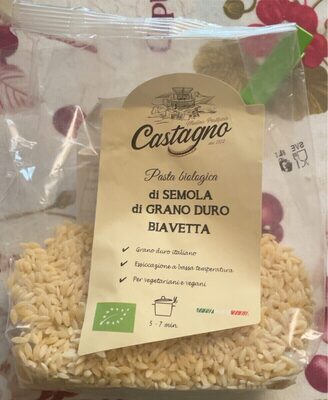 Castagno
Pasta biologica
di SEMOLA
di GRANO DURO
BIAVETTA
Grano duro italiano
Essiccazione a bassa temperatura
Per vegetariani e vegani
5 - 7 min.